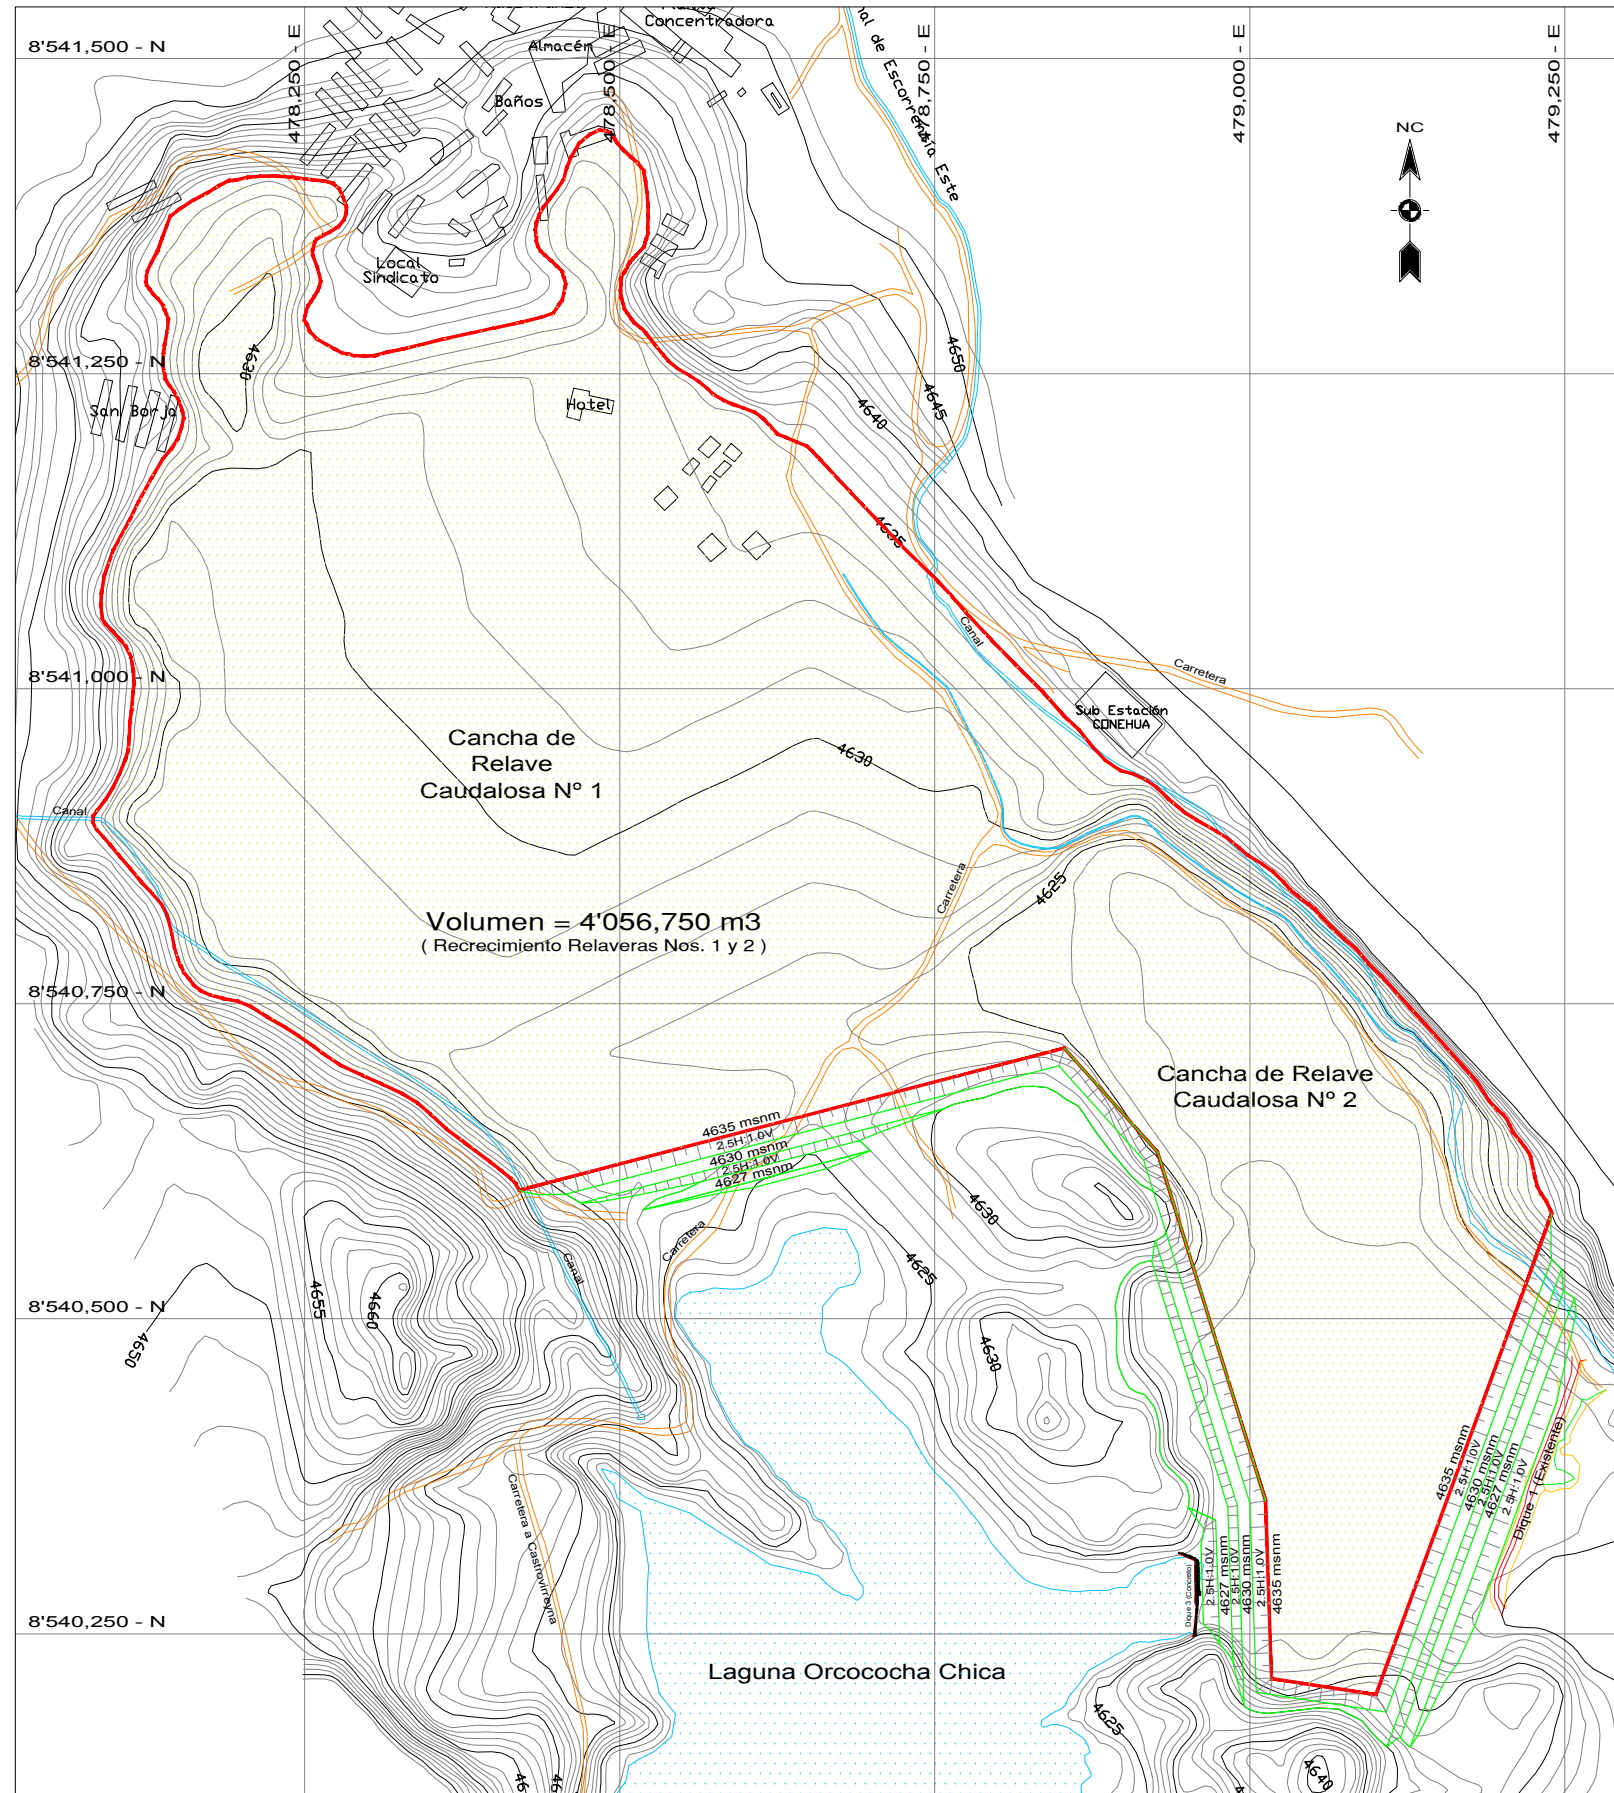 Concentradora
8'541,500 - N
478,250 - E
Almacén
478,500 - E
478,750 - E
479,000 - E
479,250 - E
nal de Escorrentía Este
Baños
NC
Local
Sindicato
8'541,250 - N
4630
4650
4645
4640
San Borja
Hotel
4635
Canal
Carretera
8'541,000 - N
Sub Estación
CONEHUA
Cancha de
Relave
Caudalosa Nº 1
4630
Canal
Carretera
4625
Volumen = 4'056,750 m3
( Recrecimiento Relaveras Nos. 1 y 2 )
8'540,750 - N
Cancha de Relave
Caudalosa Nº 2
4635 msnm
2.5H:1.0V
4630 msnm
2.5H:1.0V
4627 msnm
4630
Carretera
Canal
4625
4655
4660
8'540,500 - N
4650
4630
4635 msnm
2.5H:1.0V
4630 msnm
2.5H:1.0V
4627 msnm
2.5H:1.0V
Dique 1 (Existente)
Carretera a Castrovirreyna
Dique 3 (Concreto)
2.5H:1.0V
4627 msnm
2.5H:1.0V
4630 msnm
2.5H:1.0V
4635 msnm
8'540,250 - N
Laguna Orcococha Chica
4625
4640